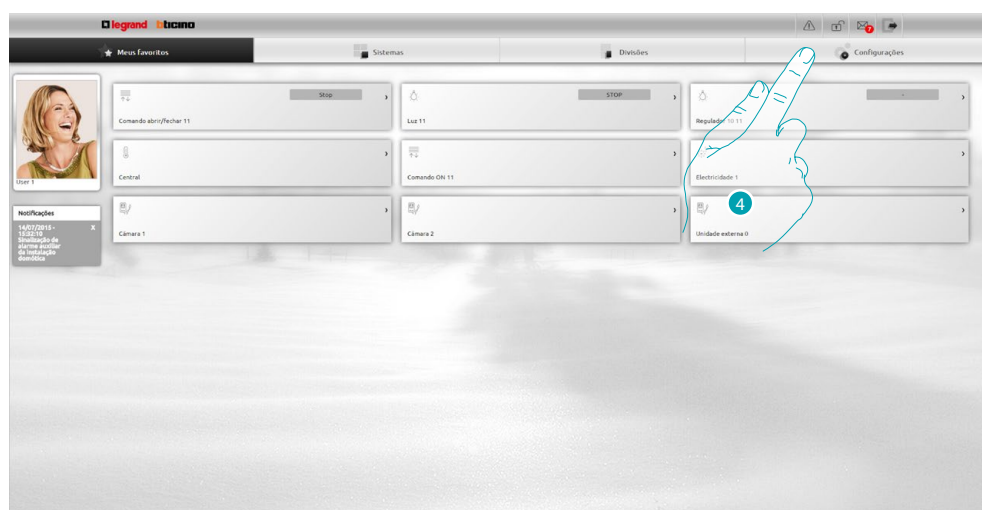 legrand bticino
7
Meus favoritos
Sistemas
Divisões
Configurações
User 1
Notificações
14/07/2015 - X
15:32:10
Sinalização de
alarme auxiliar
da instalação
domótica
Stop
Comando abrir/fechar 11
STOP
Luz 11
-
Regulador 10 11
Central
Comando ON 11
Electricidade 1
Câmara 1
Câmara 2
Unidade externa 0
4